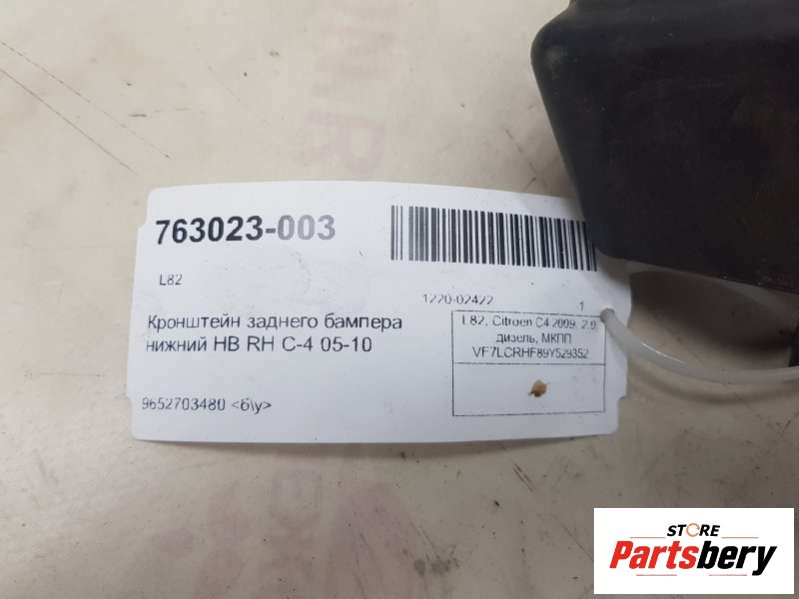 763023-003
L82
1220-02422 1
Кронштейн заднего бампера
нижний HB RH C-4 05-10
L82, Citroen C4 2009, 2.0,
дизель, МКПП
VF7LCRHF89Y529352
9652703480 <б\у>
STORE
Partsbery